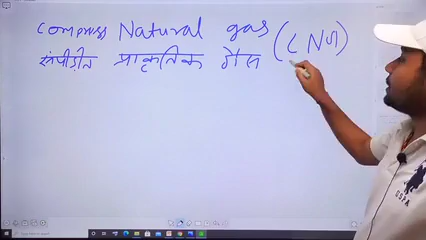 compress Natural gas (CNG)
संपीड़ीत प्राकृतिक गैस